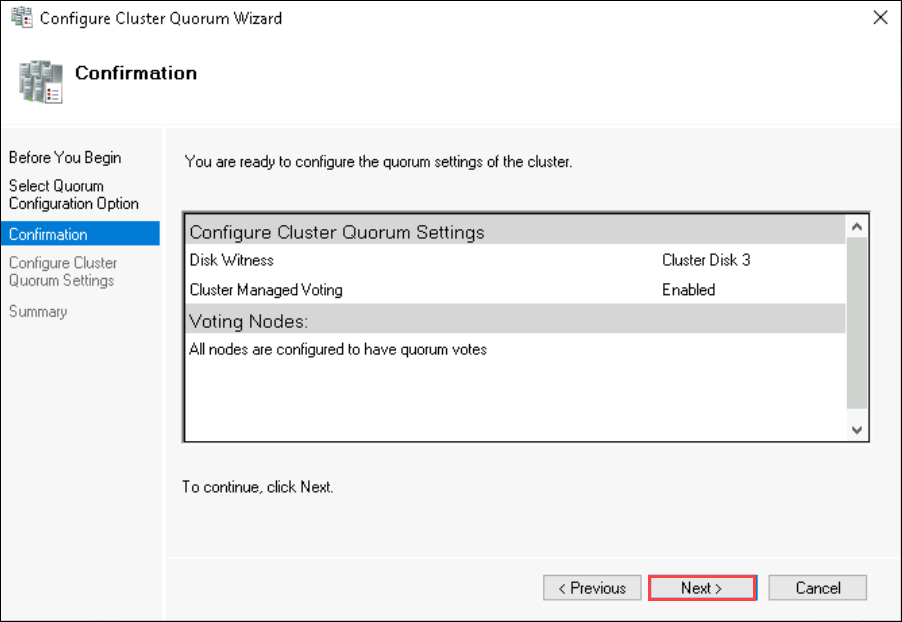 Configure Cluster Quorum Wizard
Confirmation
Before You Begin
Select Quorum
Configuration Option
Confirmation
Configure Cluster
Quorum Settings
Summary
You are ready to configure the quorum settings of the cluster.
Configure Cluster Quorum Settings
Disk Witness Cluster Disk 3
Cluster Managed Voting Enabled
Voting Nodes:
All nodes are configured to have quorum votes
To continue, click Next.
< Previous Next > Cancel